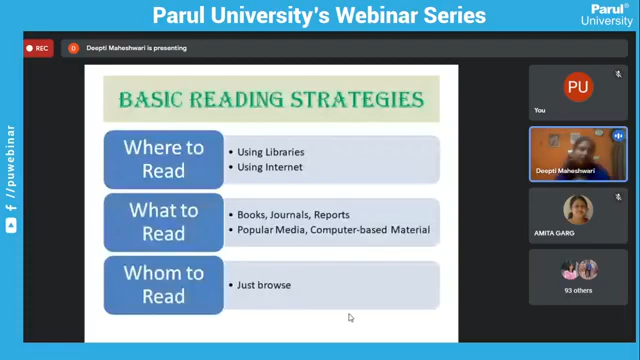 Parul University's Webinar Series
Parul®
University
REC
D
Deepti Maheshwari is presenting
BASIC READING STRATEGIES
Where to
Read
• Using Libraries
• Using Internet
What to
Read
• Books, Journals, Reports
• Popular Media, Computer-based Material
Whom to
Read
• Just browse
PU
You
Deepti Maheshwari
AMITA GARG
93 others
f //puwebinar